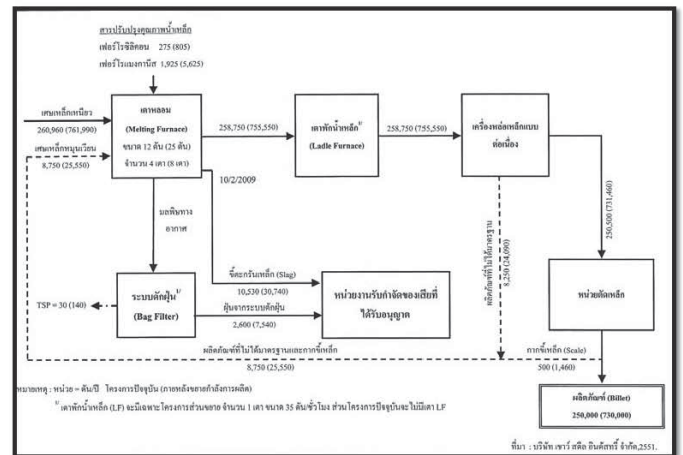 สารปรับปรุงคุณภาพน้ำเหล็ก
เฟอร์โรซิลิคอน 275 (805)
เฟอร์โรแมงกานีส 1,925 (5,625)
เศษเหล็กเหนียว
260,960 (761,990)
เศษเหล็กหมุนเวียน
8,750 (25,550)
เตาหลอม
(Melting Furnace)
ขนาด 12 ตัน (25 ตัน)
จำนวน 4 เตา (8 เตา)
258,750 (755,550)
เตาพักน้ำเหล็ก1/
(Ladle Furnace)
258,750 (755,550)
เครื่องหล่อเหล็กแบบ
ต่อเนื่อง
10/2/2009
มลพิษทาง
อากาศ
250,500 (731,460)
ผลิตภัณฑ์ที่ไม่ได้มาตรฐาน
8,250 (24,090)
ขี้ตะกรันเหล็ก (Slag)
10,530 (30,740)
TSP = 30 (140)
ระบบดักฝุ่น1/
(Bag Filter)
ฝุ่นจากระบบดักฝุ่น
2,600 (7,540)
หน่วยงานรับกำจัดของเสียที่
ได้รับอนุญาต
หน่วยตัดเหล็ก
ผลิตภัณฑ์ที่ไม่ได้มาตรฐานและกากขี้เหล็ก
8,750 (25,550)
กากขี้เหล็ก (Scale)
500 (1,460)
ผลิตภัณฑ์ (Billet)
250,000 (730,000)
หมายเหตุ : หน่วย = ตัน/ปี โครงการปัจจุบัน (ภายหลังขยายกำลังการผลิต)
1/ เตาพักน้ำเหล็ก (LF) จะมีเฉพาะโครงการส่วนขยาย จำนวน 1 เตา ขนาด 35 ตัน/ชั่วโมง ส่วนโครงการปัจจุบันจะไม่มีเตา LF
ที่มา : บริษัท เชาว์ สตีล อินดัสทรี้ จำกัด,2551.